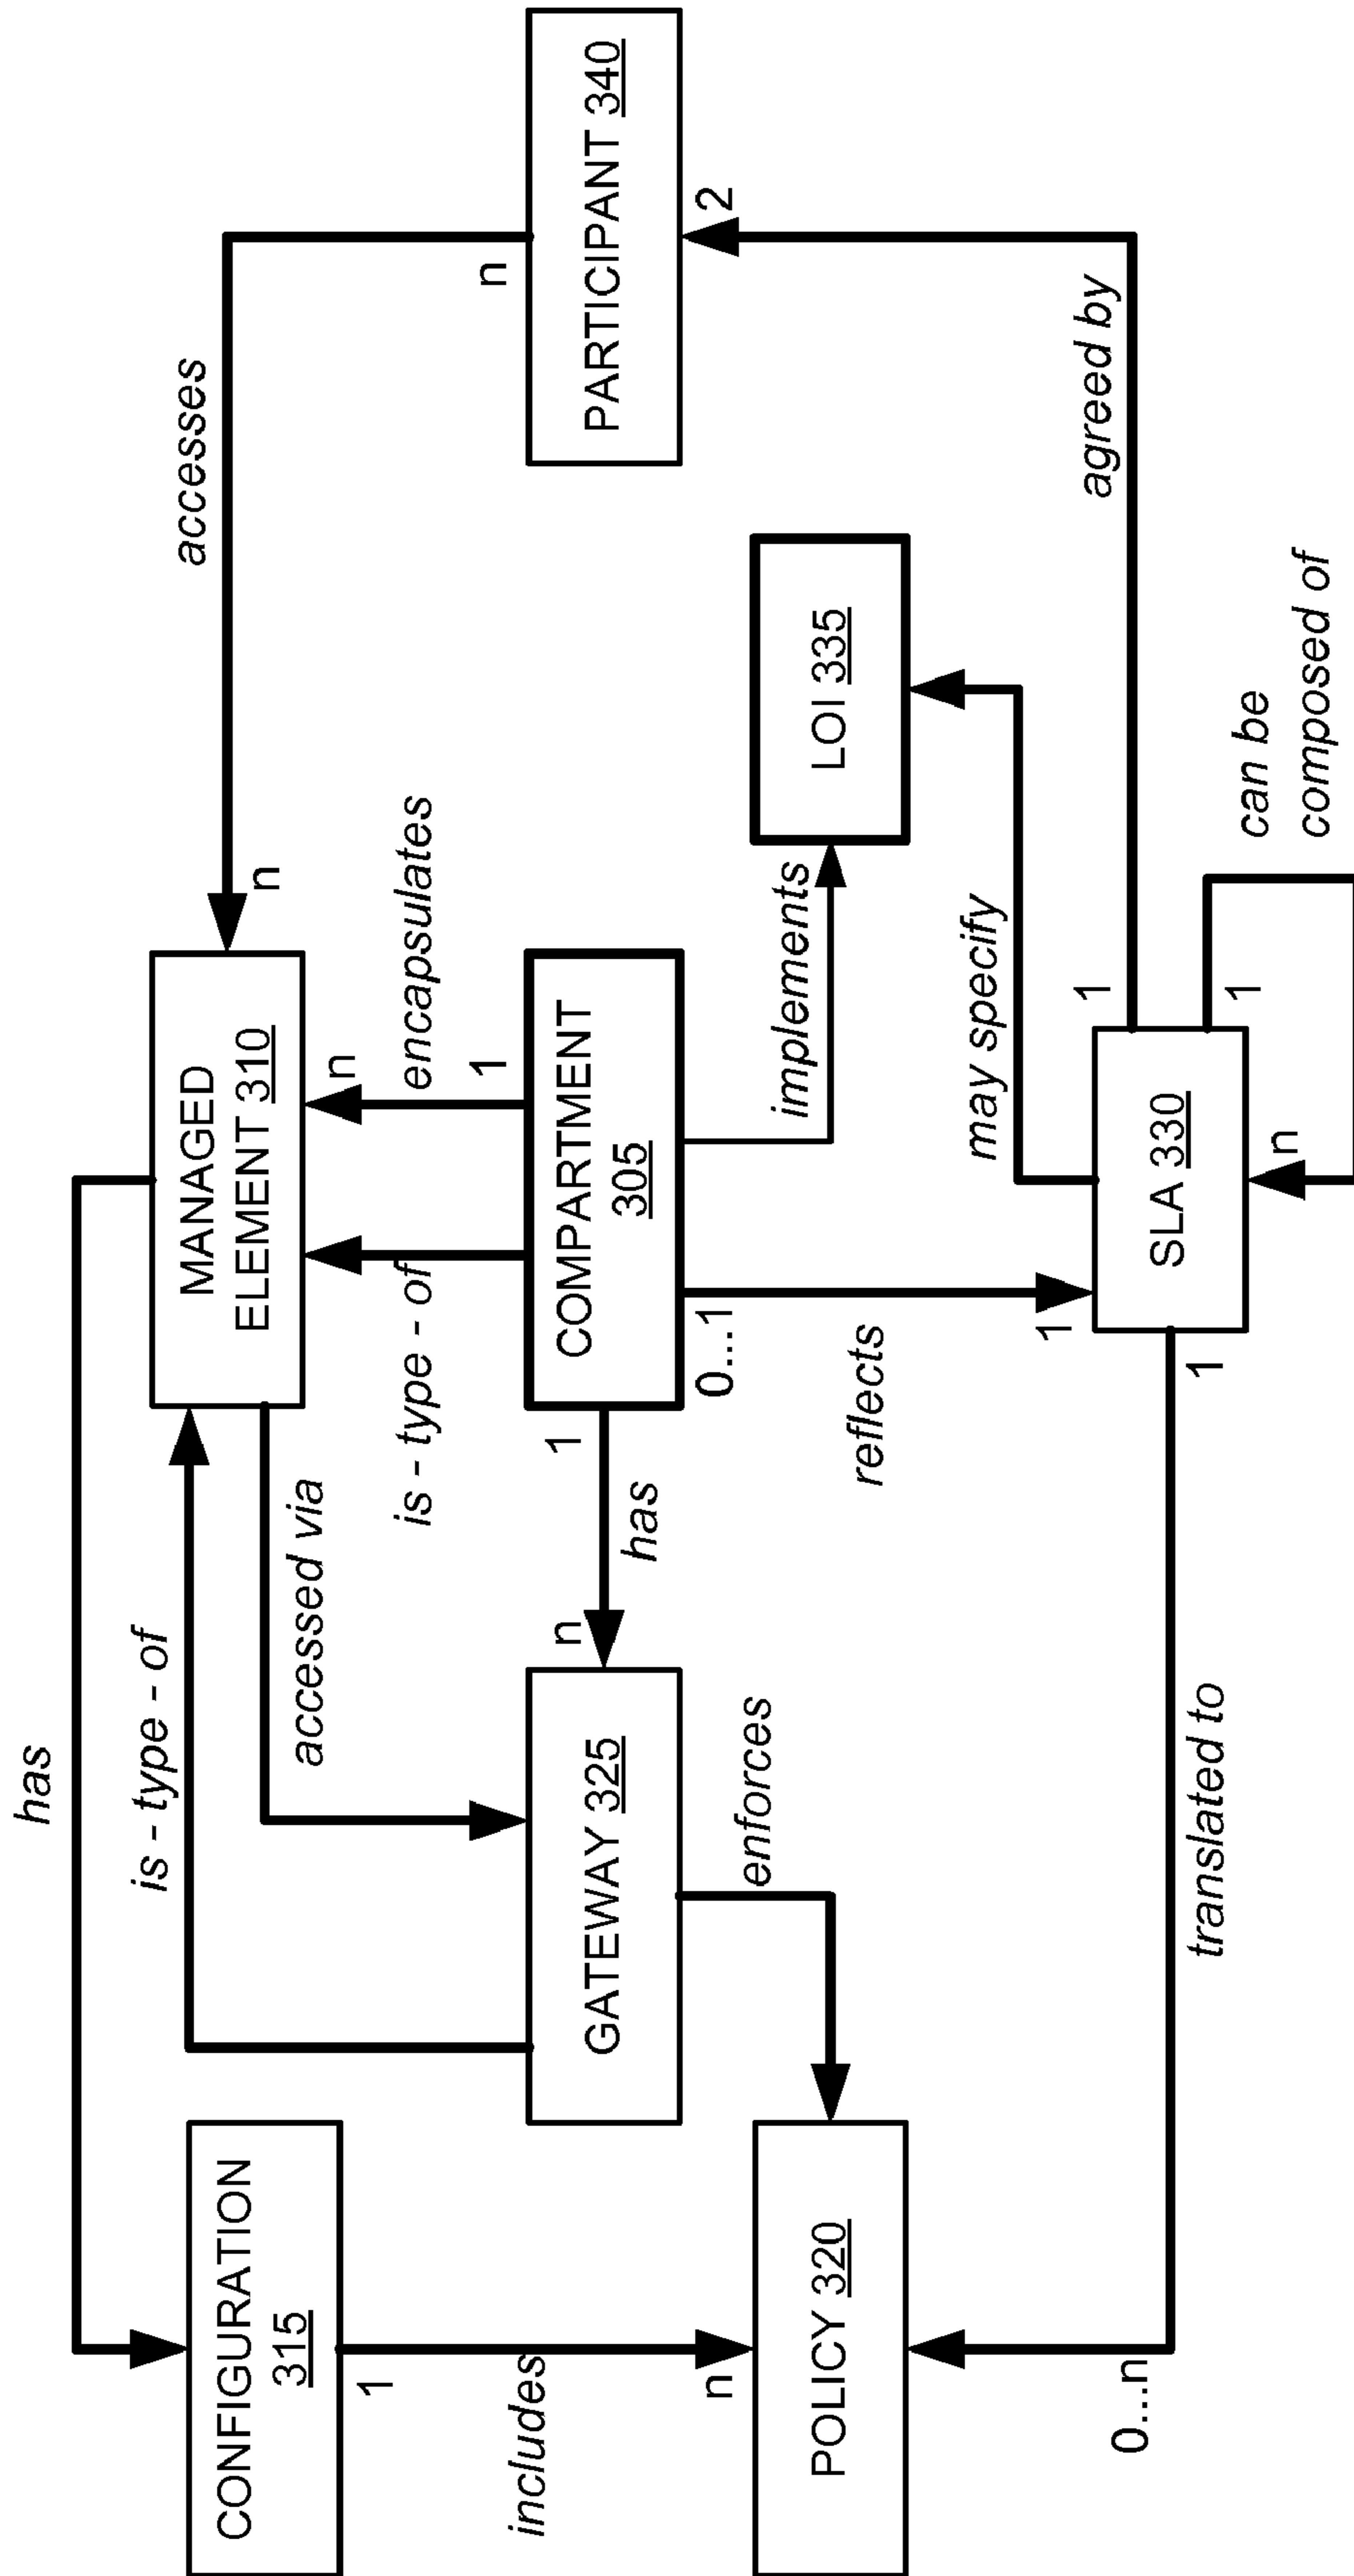 has
is - type - of
accessed via
accesses
n
CONFIGURATION
315
MANAGED
ELEMENT 310
1
includes
n
is - type - of
n
encapsulates
1
n
GATEWAY 325
n
has
1
COMPARTMENT
305
PARTICIPANT 340
enforces
0...1
reflects
1
implements
2
POLICY 320
LOI 335
may specify
agreed by
0...n
translated to
1
SLA 330
1
1
n
can be
composed of